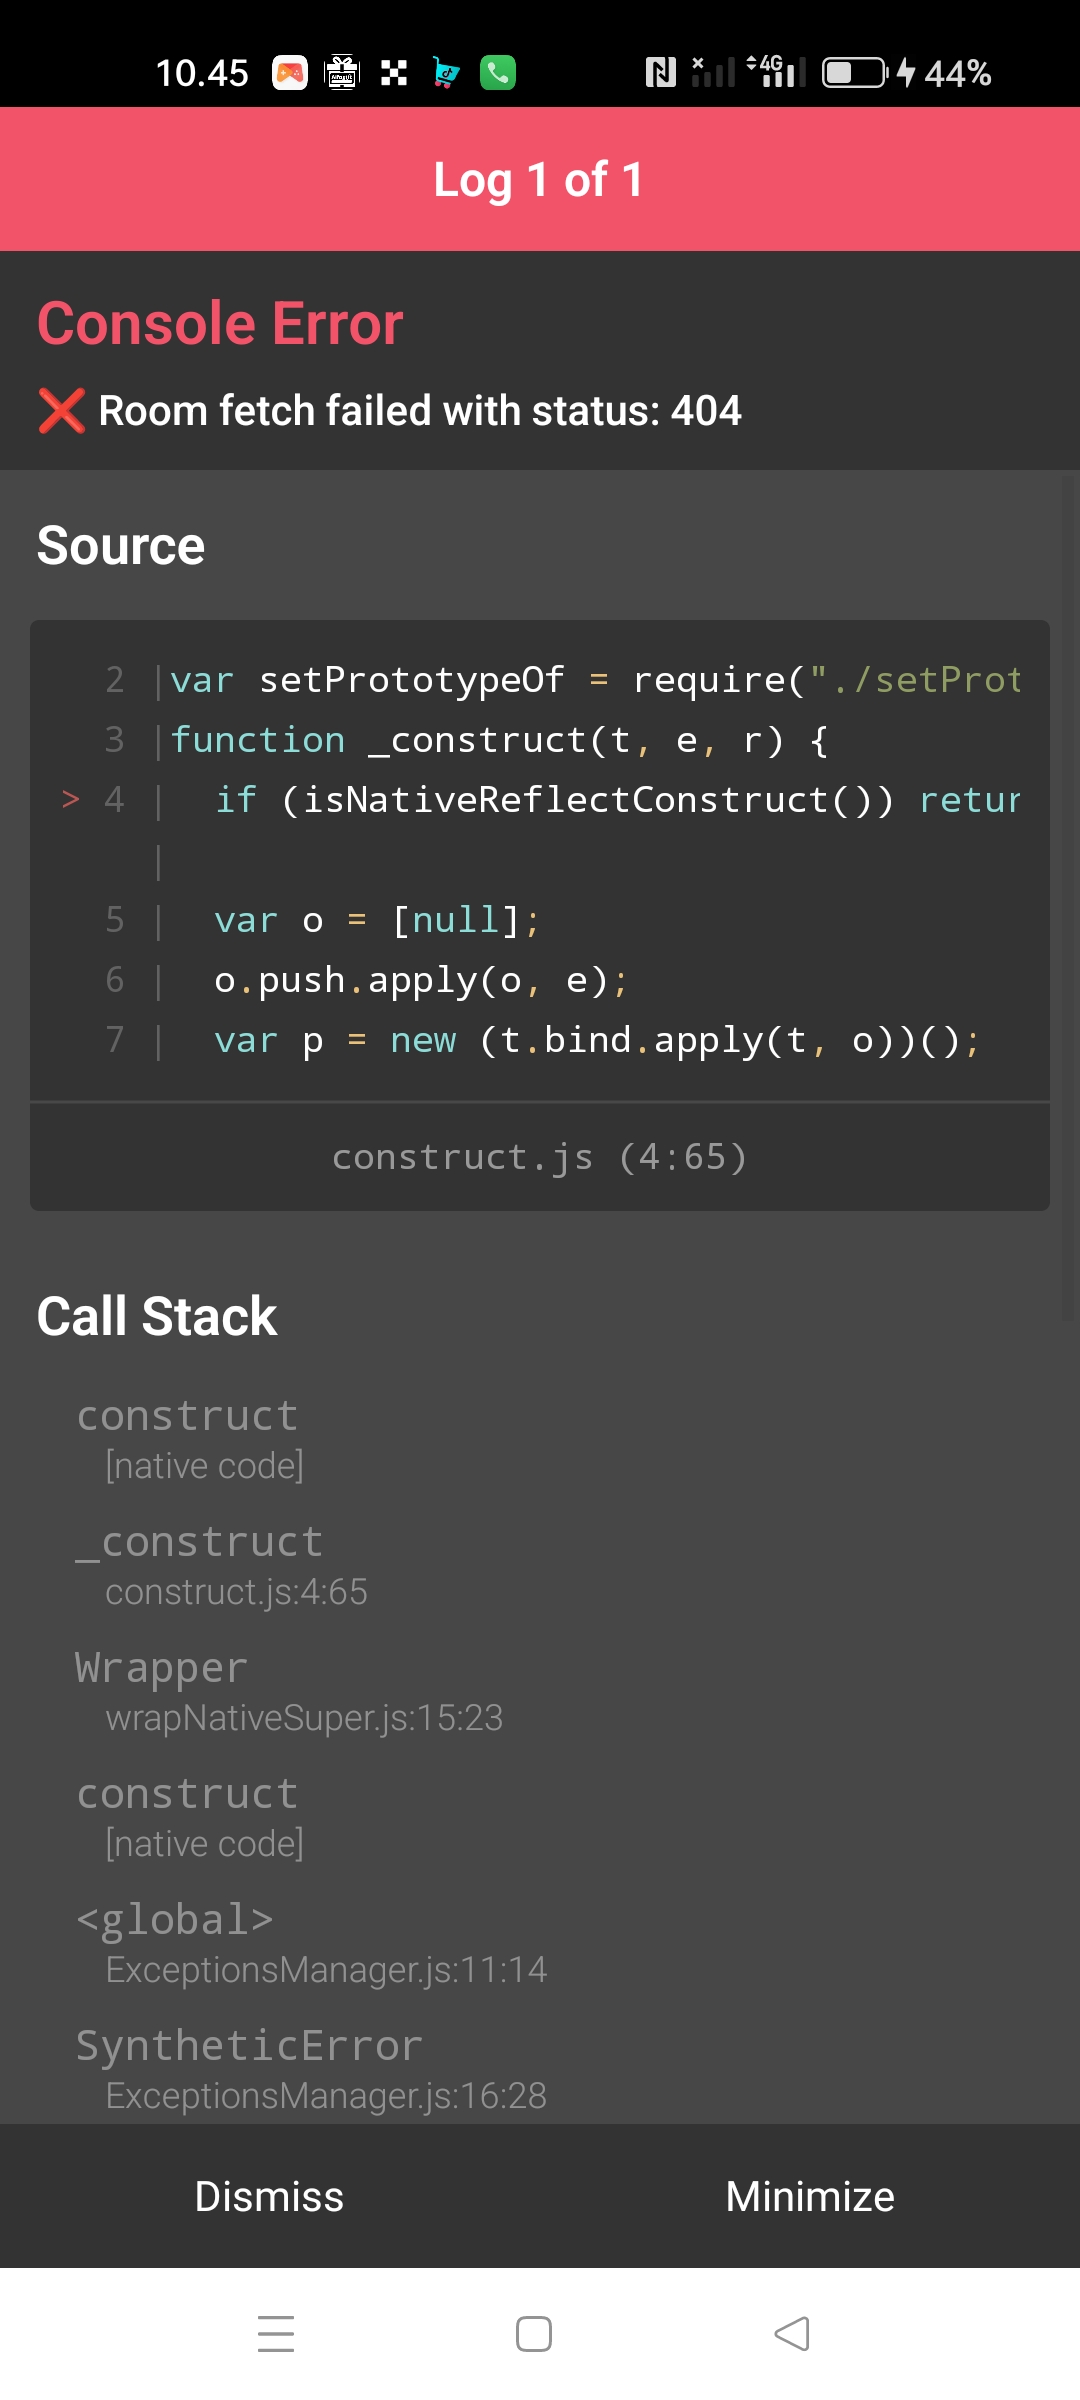 10.45 4G 44%
Log 1 of 1
Console Error
❌ Room fetch failed with status: 404
Source
2 |var setPrototypeOf = require("./setProt
3 |function _construct(t, e, r) {
> 4 |  if (isNativeReflectConstruct()) retur
|
5 |  var o = [null];
6 |  o.push.apply(o, e);
7 |  var p = new (t.bind.apply(t, o))();
construct.js (4:65)
Call Stack
construct
[native code]
_construct
construct.js:4:65
Wrapper
wrapNativeSuper.js:15:23
construct
[native code]
<global>
ExceptionsManager.js:11:14
SyntheticError
ExceptionsManager.js:16:28
Dismiss Minimize